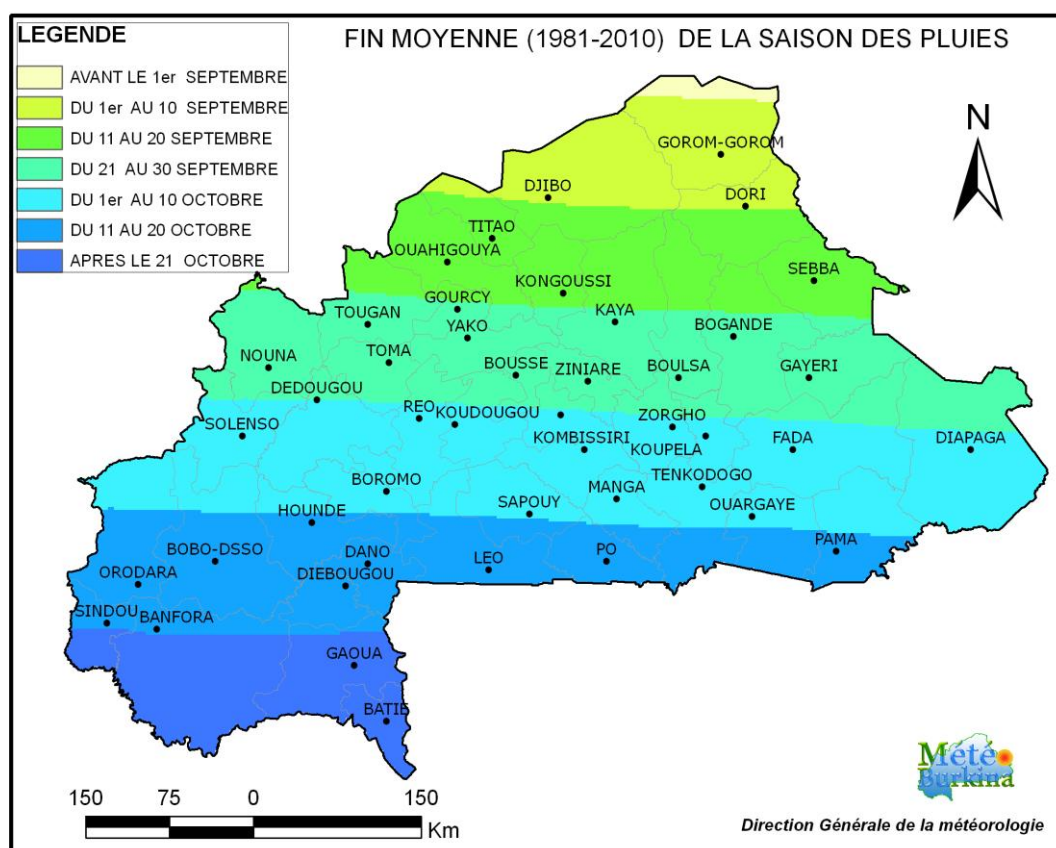 LEGENDE
FIN MOYENNE (1981-2010) DE LA SAISON DES PLUIES
AVANT LE 1er SEPTEMBRE
DU 1er AU 10 SEPTEMBRE
DU 11 AU 20 SEPTEMBRE
DU 21 AU 30 SEPTEMBRE
DU 1er AU 10 OCTOBRE
DU 11 AU 20 OCTOBRE
APRES LE 21 OCTOBRE
N
GOROM-GOROM
DJIBO
DORI
TITAO
OUAHIGOUYA
SEBBA
KONGOUSSI
GOURCY
KAYA
TOUGAN
BOGANDE
YAKO
NOUNA
TOMA
BOUSSE
ZINIARE
BOULSA
GAYERI
DEDOUGOU
REO
KOUDOUGOU
ZORGHO
SOLENSO
KOMBISSIRI
KOUPELA
FADA
DIAPAGA
BOROMO
MANGA
TENKODOGO
SAPOUY
OUARGAYE
HOUNDE
BOBO-DSSO
DANO
LEO
PO
PAMA
ORODARA
DIEBOUGOU
SINDOU
BANFORA
GAOUA
BATIE
150 75 0 150
Km
Météo
Burkina
Direction Générale de la météorologie